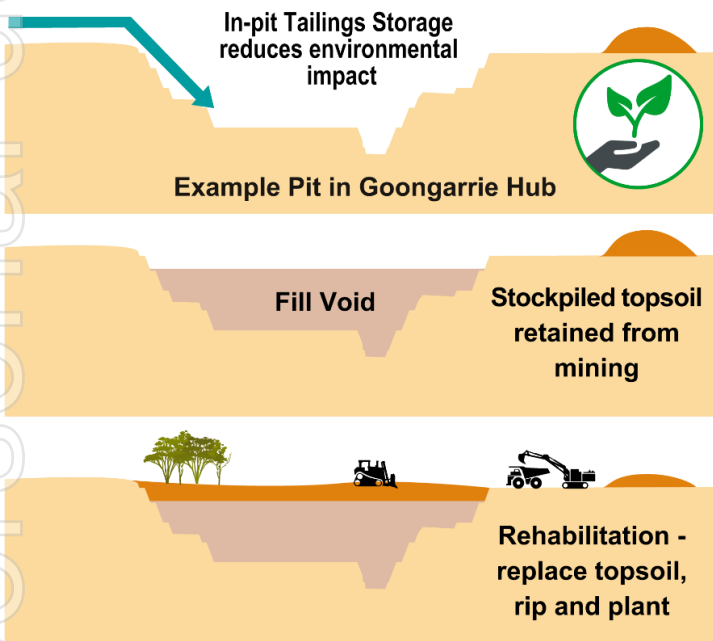 In-pit Tailings Storage
reduces environmental
impact
Example Pit in Goongarrie Hub
Fill Void
Stockpiled topsoil
retained from
mining
Rehabilitation -
replace topsoil,
rip and plant